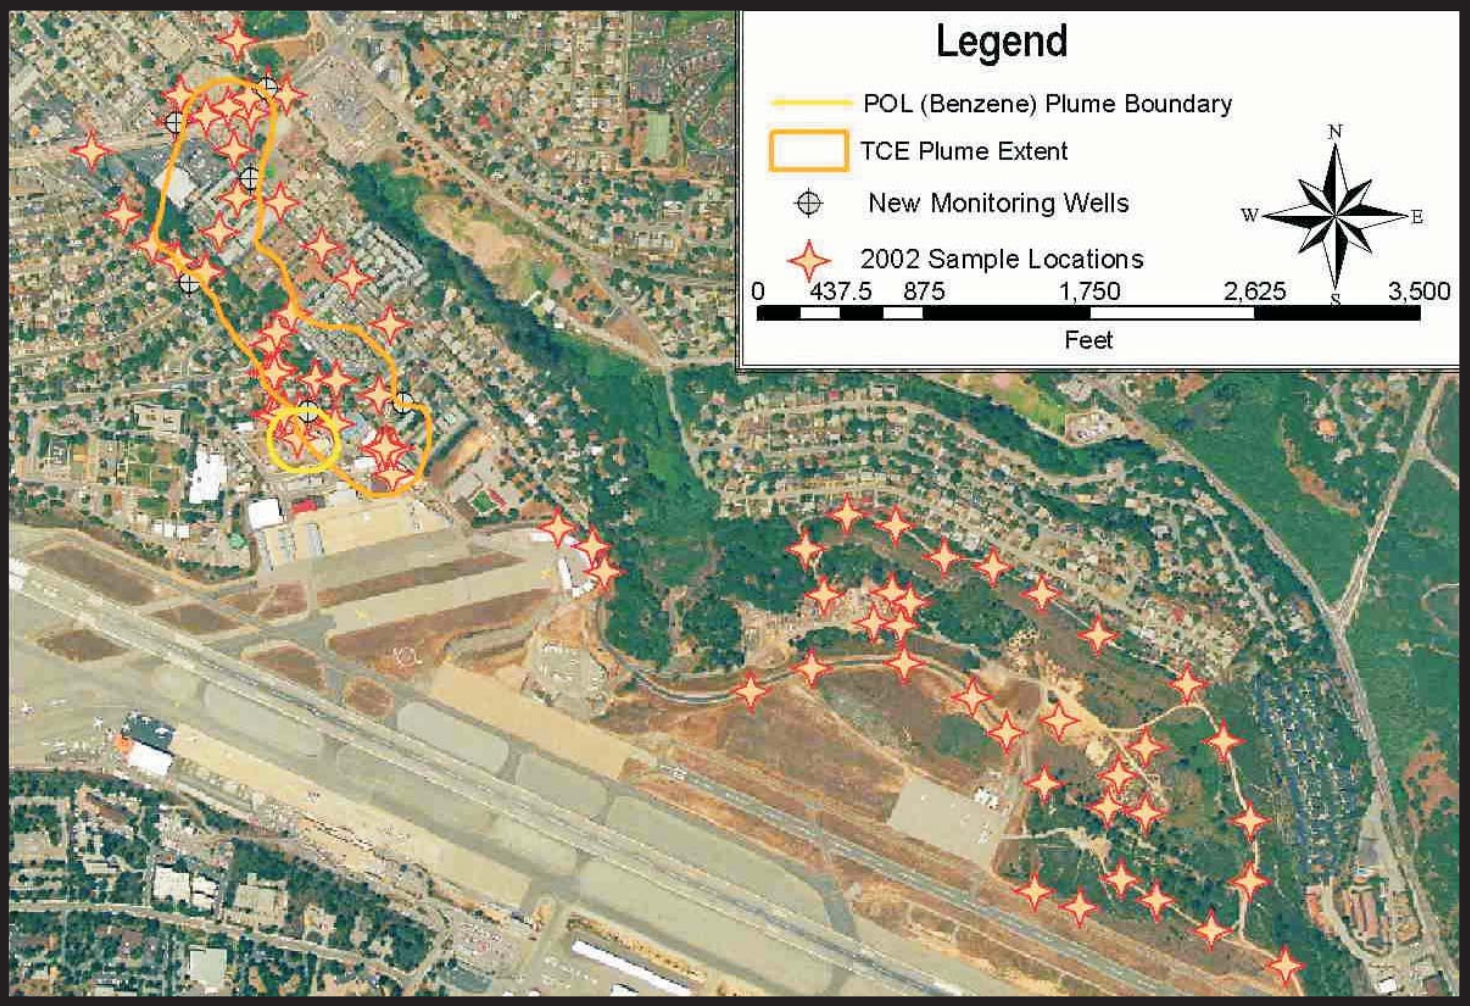 Legend
POL (Benzene) Plume Boundary
TCE Plume Extent
New Monitoring Wells
2002 Sample Locations
N
W E
S
0 437.5 875 1,750 2,625 3,500
Feet